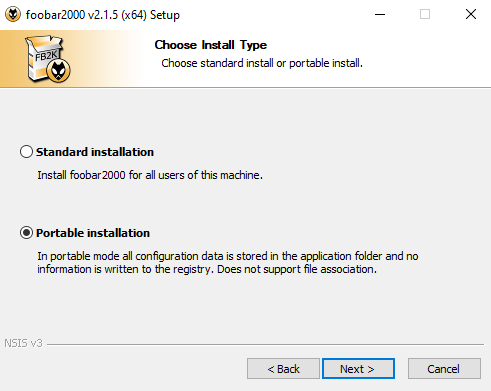 foobar2000 v2.1.5 (x64) Setup
FB2K
Choose Install Type
Choose standard install or portable install.
Standard installation
Install foobar2000 for all users of this machine.
Portable installation
In portable mode all configuration data is stored in the application folder and no
information is written to the registry. Does not support file association.
NSIS v3
< Back
Next >
Cancel